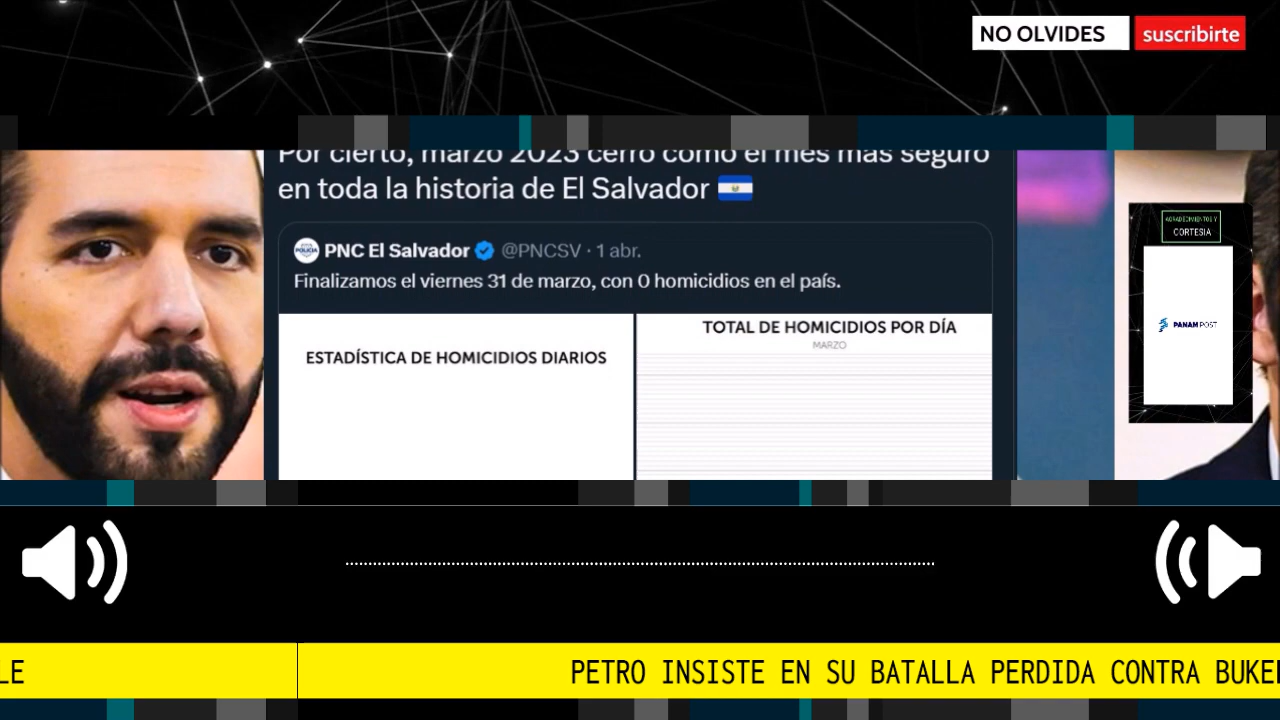 NO OLVIDES
suscribirte
Por cierto, marzo 2023 cerró como el mes más seguro
en toda la historia de El Salvador
PNC El Salvador @PNCSV · 1 abr.
Finalizamos el viernes 31 de marzo, con 0 homicidios en el país.
ESTADÍSTICA DE HOMICIDIOS DIARIOS
TOTAL DE HOMICIDIOS POR DÍA
MARZO
AGRADECIMIENTOS Y
CORTESIA
PANAM POST
LE
PETRO INSISTE EN SU BATALLA PERDIDA CONTRA BUKEL